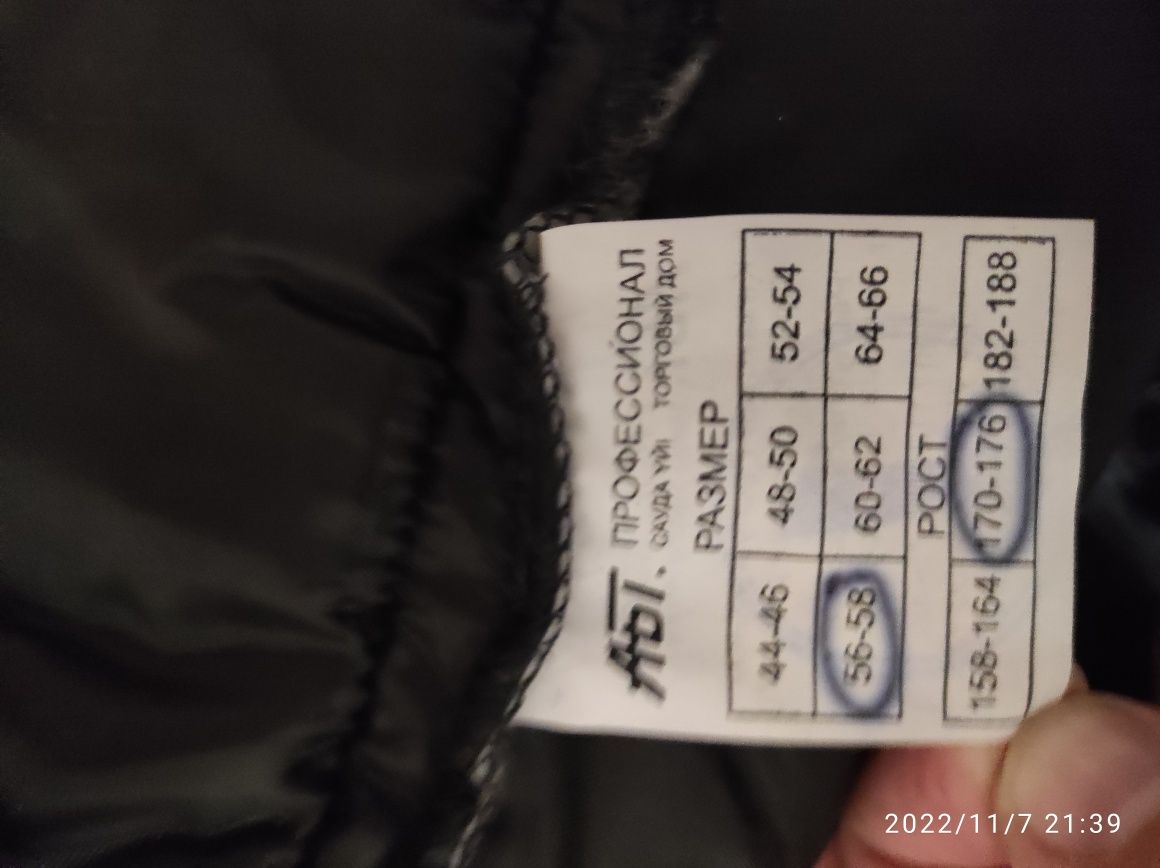 ПРОФЕССИОНАЛ
САУДА ҮЙІ ТОРГОВЫЙ ДОМ
РАЗМЕР
44-46 48-50 52-54
56-58 60-62 64-66
РОСТ
158-164 170-176 182-188
2022/11/7 21:39